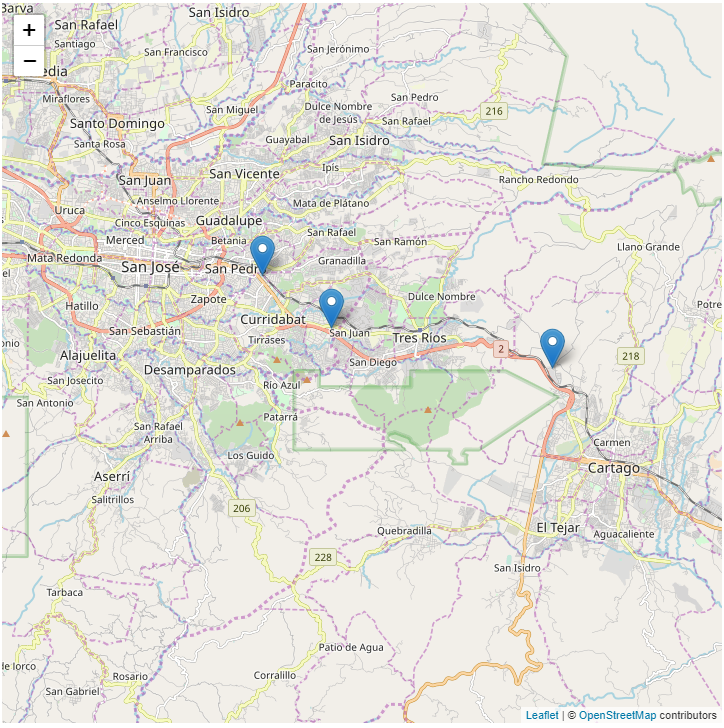 Barva
San Rafael
San Isidro
+
Santiago
San Francisco
San Jerónimo
−
Miraflores
Paracito
San Miguel
Dulce Nombre
de Jesús
San Pedro
216
Santo Domingo
San Rafael
Santa Rosa
Guayabal
San Isidro
San Juan
San Vicente
Ipís
Rancho Redondo
Anselmo Llorente
Mata de Plátano
Uruca
Cinco Esquinas
Guadalupe
San Rafael
Merced
Betania
San Ramón
Llano Grande
Mata Redonda
San José
San Pedro
Granadilla
Hatillo
Zapote
Dulce Nombre
Curridabat
San Sebastián
San Juan
Tirráses
Tres Ríos
2
218
Alajuelita
Desamparados
San Diego
San Josecito
Río Azul
San Antonio
Patarrá
San Rafael
Arriba
Carmen
Los Guido
Cartago
Aserrí
Salitrillos
206
Quebradilla
El Tejar
Aguacaliente
228
San Isidro
Tarbaca
Patio de Agua
Corralillo
Rosario
San Gabriel
Leaflet | © OpenStreetMap contributors